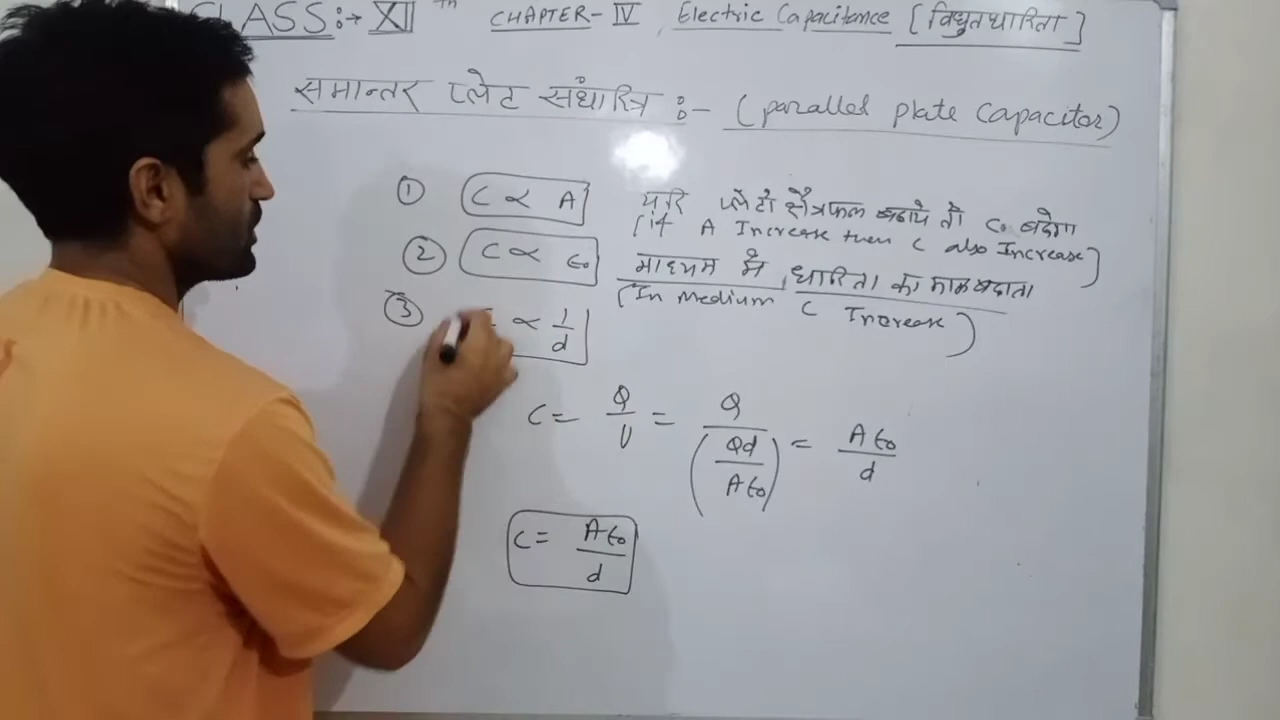 CLASS:→ XII th CHAPTER- IV, Electric Capacitance [विधुतधारिता]
समान्तर प्लेट संधारित्र :- (parallel plate capacitor)
① C ∝ A यदि प्लेटो क्षैत्रफल बढाये तो C० बढेगा
(if A Increase then C also Increase)
② C ∝ ϵ₀ माध्यम में, धारिता का मान बढाता
(In Medium C Increase)
③ ∝ 1/d
C = Q/V = Q/(Qd/Aϵ₀) = Aϵ₀/d
C = Aϵ₀/d